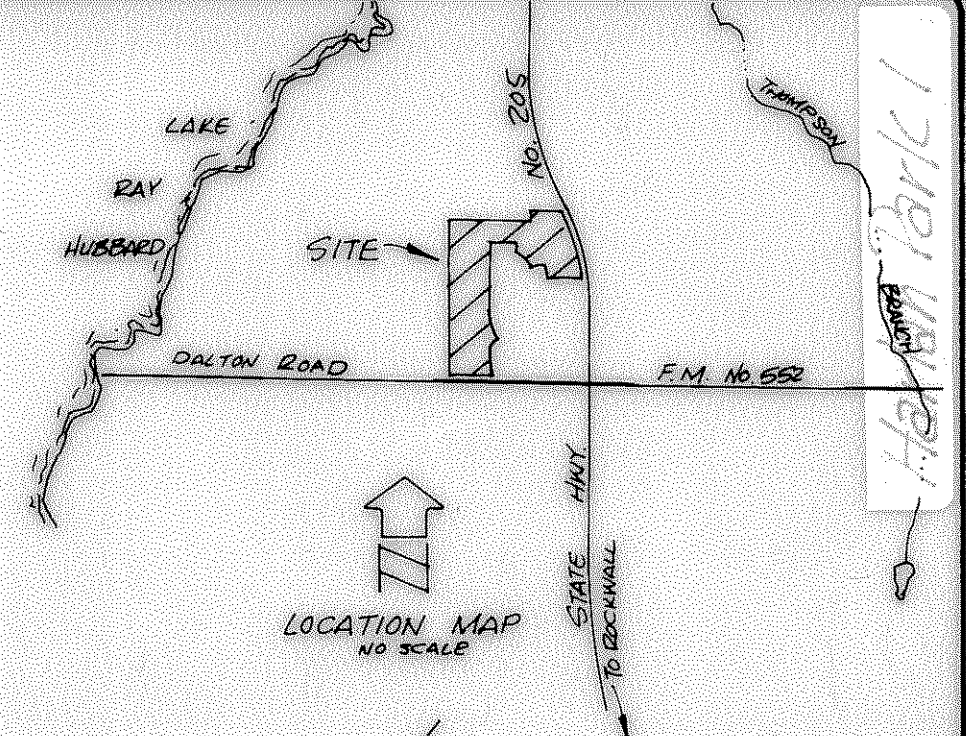 LAKE
RAY
HUBBARD
NO. 205
THOMPSON
BRANCH
SITE
DALTON ROAD
F.M. No 552
STATE HWY
TO ROCKWALL
LOCATION MAP
NO SCALE